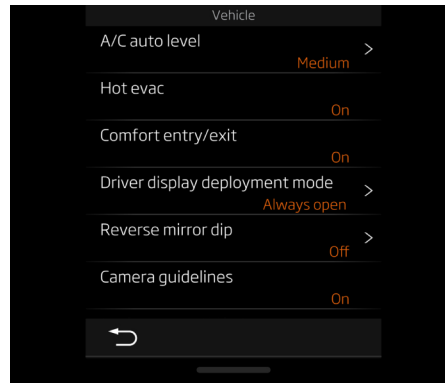 Vehicle
A/C auto level
Medium
Hot evac
On
Comfort entry/exit
On
Driver display deployment mode
Always open
Reverse mirror dip
Off
Camera guidelines
On